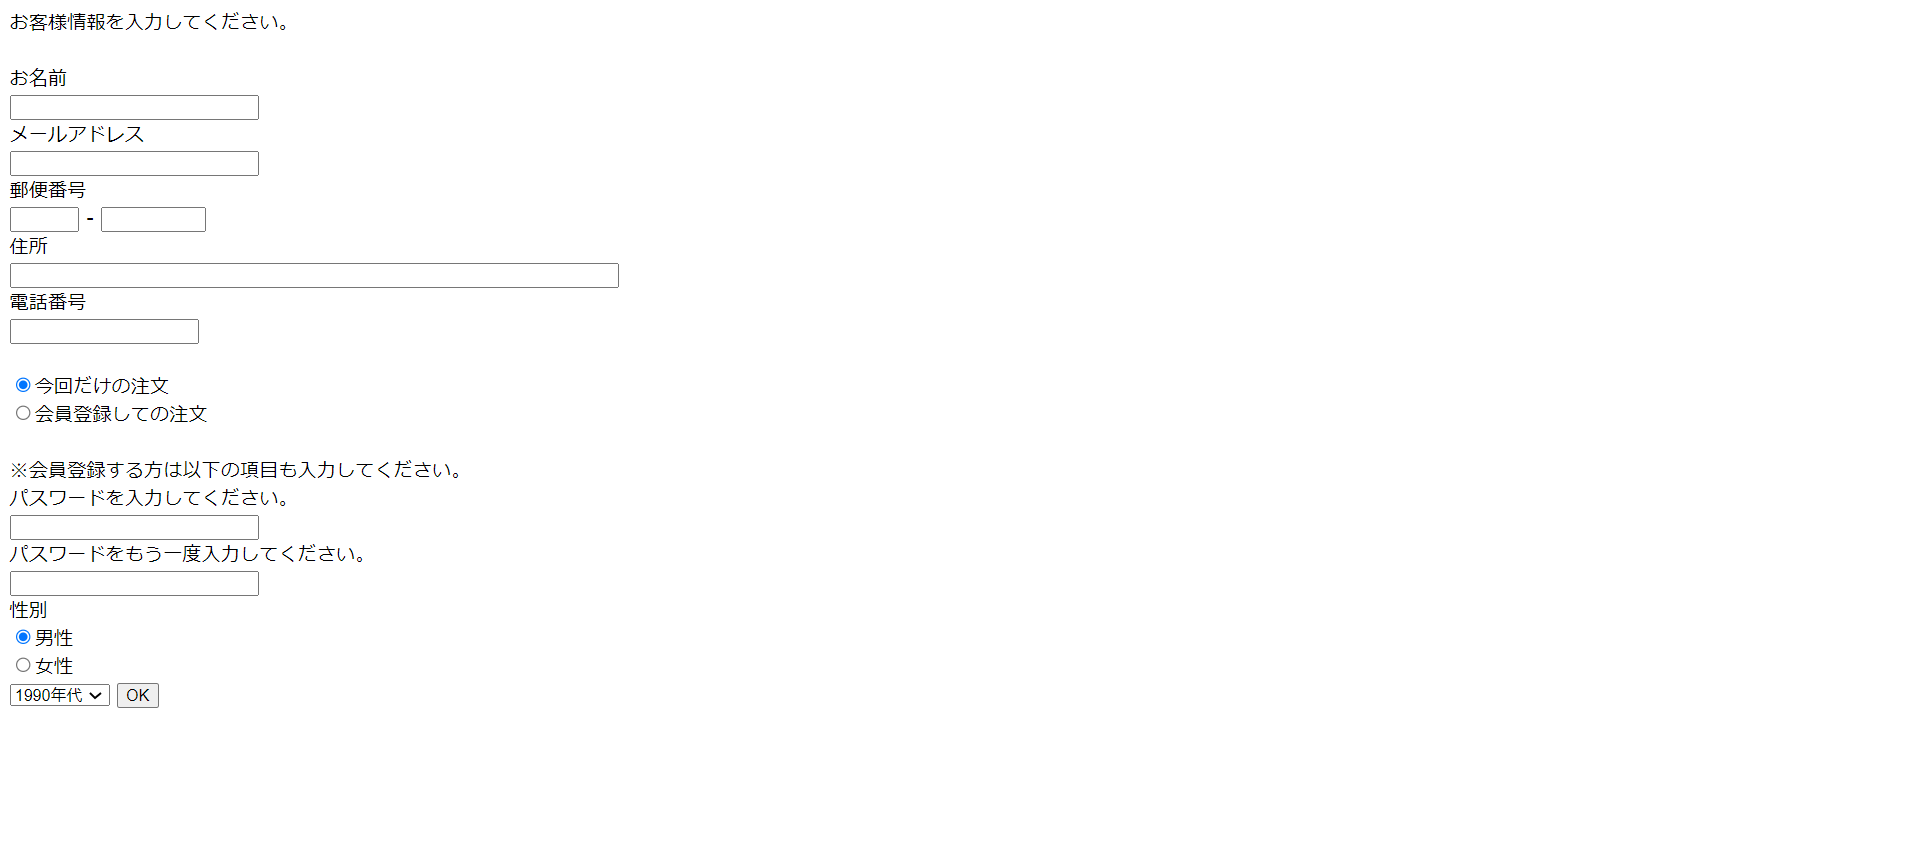 お客様情報を入力してください。
お名前
メールアドレス
郵便番号
-
住所
電話番号
今回だけの注文
会員登録しての注文
※会員登録する方は以下の項目も入力してください。
パスワードを入力してください。
パスワードをもう一度入力してください。
性別
男性
女性
1990年代 OK